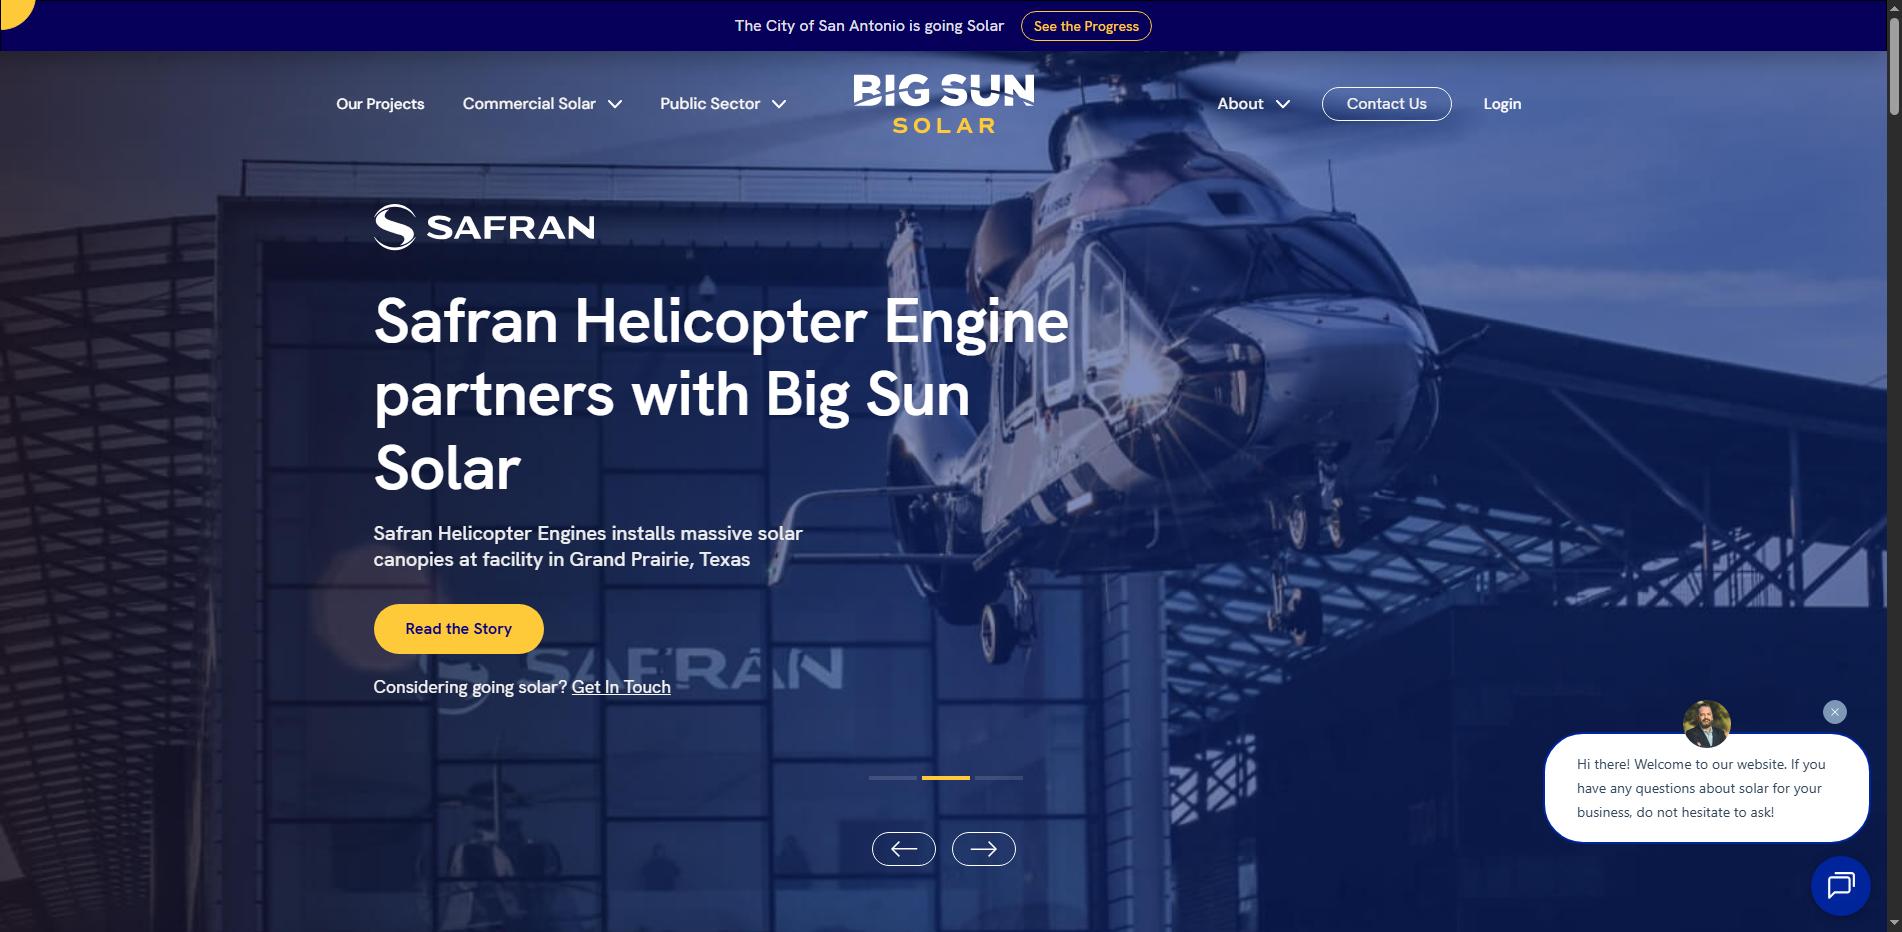 The City of San Antonio is going Solar
See the Progress
Our Projects
Commercial Solar
Public Sector
BIG SUN
SOLAR
About
Contact Us
Login
SAFRAN
Safran Helicopter Engine
partners with Big Sun
Solar
Safran Helicopter Engines installs massive solar
canopies at facility in Grand Prairie, Texas
Read the Story
SAFRAN
Considering going solar? Get In Touch
Hi there! Welcome to our website. If you
have any questions about solar for your
business, do not hesitate to ask!